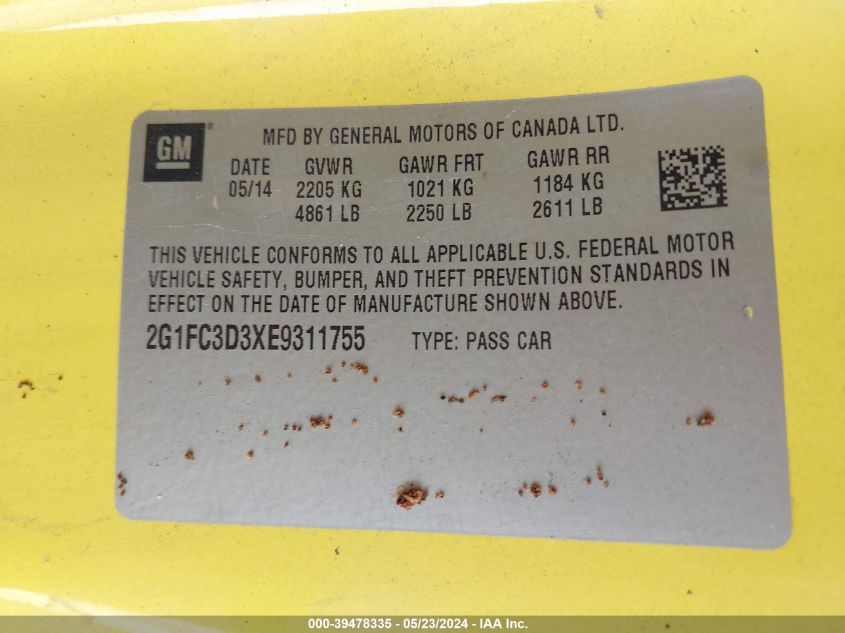 GM
MFD BY GENERAL MOTORS OF CANADA LTD.
DATE GVWR GAWR FRT GAWR RR
05/14 2205 KG 1021 KG 1184 KG
4861 LB 2250 LB 2611 LB
THIS VEHICLE CONFORMS TO ALL APPLICABLE U.S. FEDERAL MOTOR
VEHICLE SAFETY, BUMPER, AND THEFT PREVENTION STANDARDS IN
EFFECT ON THE DATE OF MANUFACTURE SHOWN ABOVE.
2G1FC3D3XE9311755 TYPE: PASS CAR
000-39478335 - 05/23/2024 - IAA Inc.